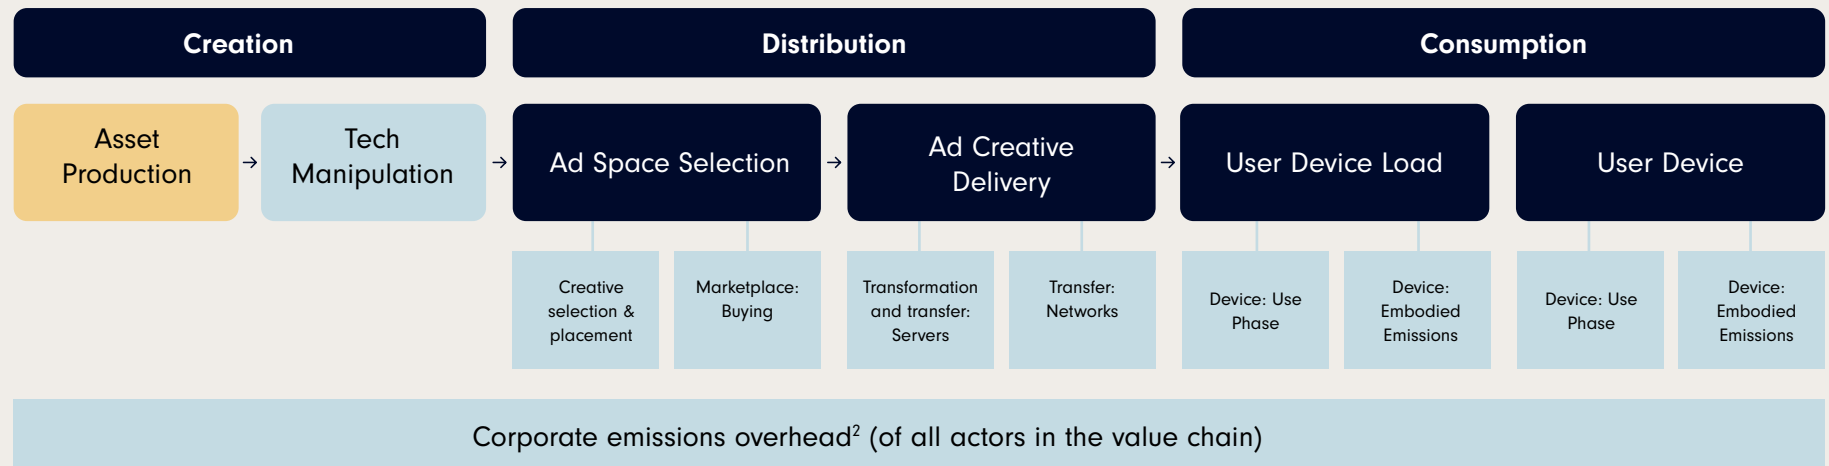 Creation
Distribution
Consumption
Asset
Production
→
Tech
Manipulation
→
Ad Space Selection
→
Ad Creative
Delivery
→
User Device Load
User Device
Creative
selection &
placement
Marketplace:
Buying
Transformation
and transfer:
Servers
Transfer:
Networks
Device: Use
Phase
Device:
Embodied
Emissions
Device: Use
Phase
Device:
Embodied
Emissions
Corporate emissions overhead² (of all actors in the value chain)